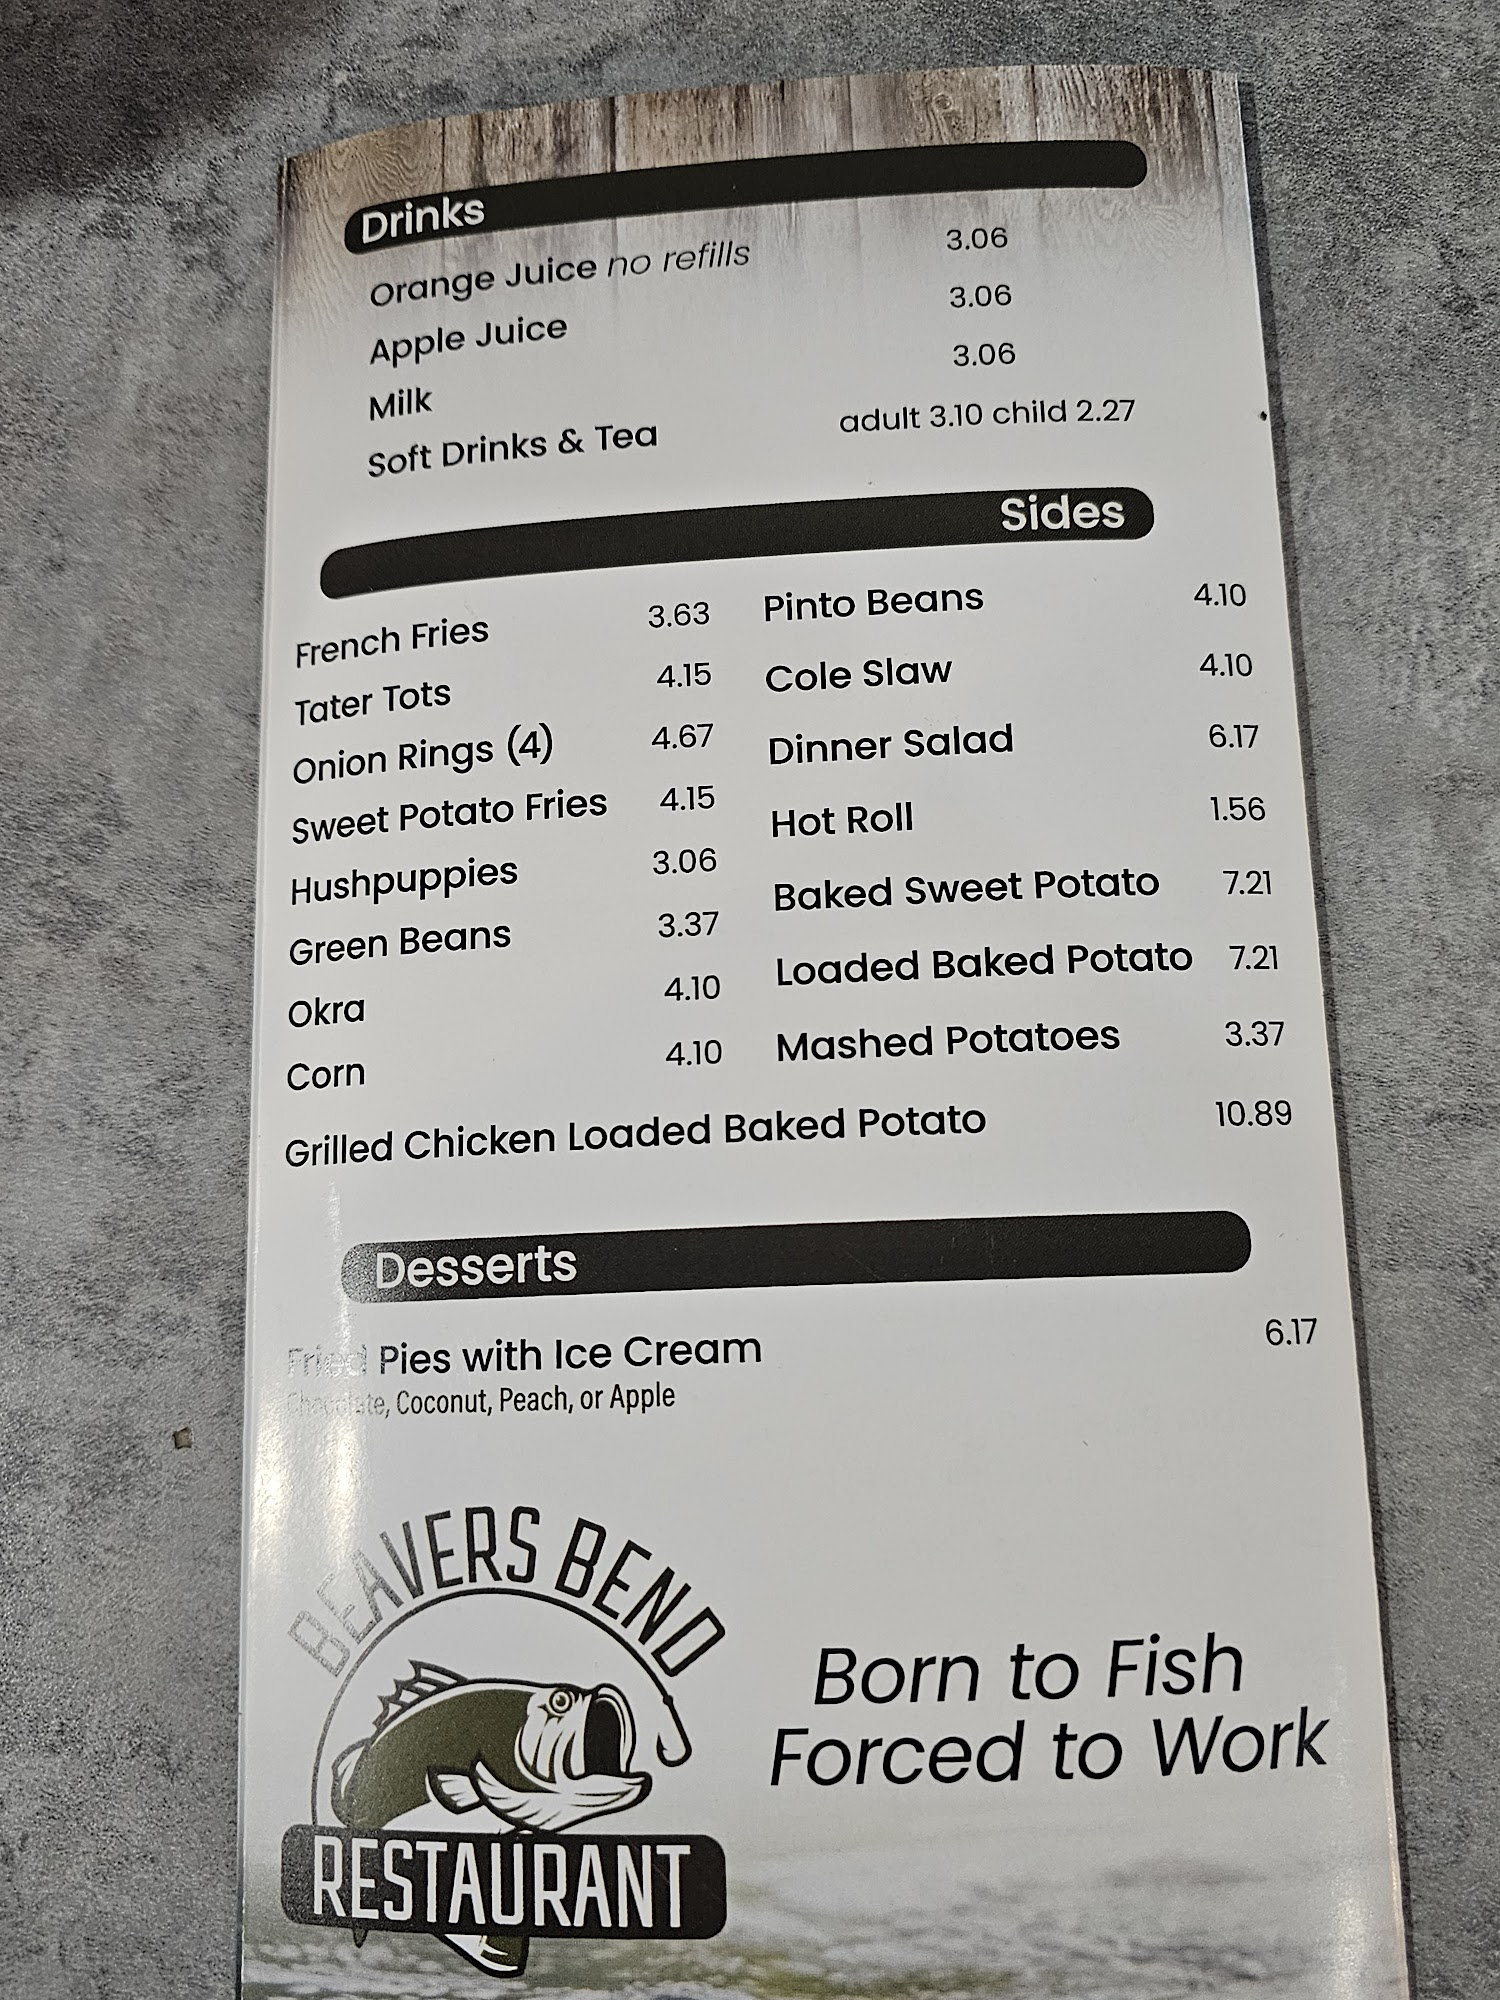 Drinks
Orange Juice no refills 3.06
Apple Juice 3.06
Milk 3.06
Soft Drinks & Tea adult 3.10 child 2.27
Sides
French Fries 3.63
Tater Tots 4.15
Onion Rings (4) 4.67
Sweet Potato Fries 4.15
Hushpuppies 3.06
Green Beans 3.37
Okra 4.10
Corn 4.10
Pinto Beans 4.10
Cole Slaw 4.10
Dinner Salad 6.17
Hot Roll 1.56
Baked Sweet Potato 7.21
Loaded Baked Potato 7.21
Mashed Potatoes 3.37
Grilled Chicken Loaded Baked Potato 10.89
Desserts
Fried Pies with Ice Cream 6.17
Chocolate, Coconut, Peach, or Apple
BEAVERS BEND
RESTAURANT
Born to Fish
Forced to Work